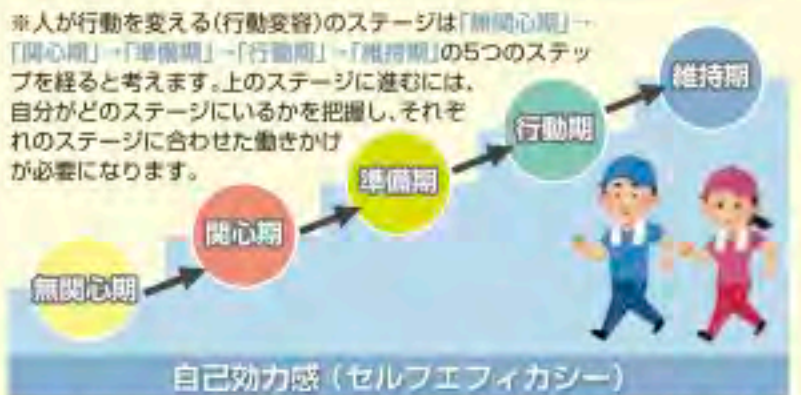 ※人が行動を変える(行動変容)のステージは「無関心期」→
「関心期」→「準備期」→「行動期」→「維持期」の5つのステッ
プを経ると考えます。上のステージに進むには、
自分がどのステージにいるかを把握し、それぞ
れのステージに合わせた働きかけ
が必要になります。
維持期
行動期
準備期
関心期
無関心期
自己効力感(セルフエフィカシー)